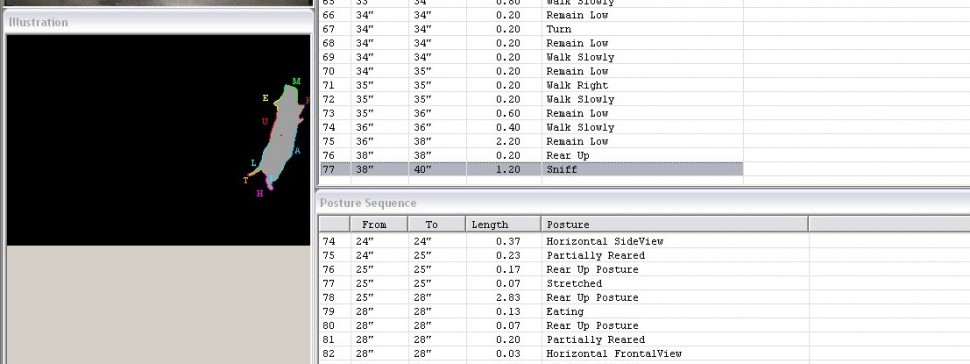 65 33" 34" 0.80 Walk Slowly
66 34" 34" 0.20 Remain Low
67 34" 34" 0.20 Turn
68 34" 34" 0.20 Remain Low
69 34" 34" 0.20 Walk Slowly
70 34" 35" 0.20 Remain Low
71 35" 35" 0.20 Walk Right
72 35" 35" 0.20 Walk Slowly
73 35" 36" 0.60 Remain Low
74 36" 36" 0.40 Walk Slowly
75 36" 38" 2.20 Remain Low
76 38" 38" 0.20 Rear Up
77 38" 40" 1.20 Sniff
Illustration
M
E
U
A
L
T
H
Posture Sequence
From To Length Posture
74 24" 24" 0.37 Horizontal SideView
75 24" 25" 0.23 Partially Reared
76 25" 25" 0.17 Rear Up Posture
77 25" 25" 0.07 Stretched
78 25" 28" 2.83 Rear Up Posture
79 28" 28" 0.13 Eating
80 28" 28" 0.07 Rear Up Posture
81 28" 28" 0.20 Partially Reared
82 28" 28" 0.03 Horizontal FrontalView